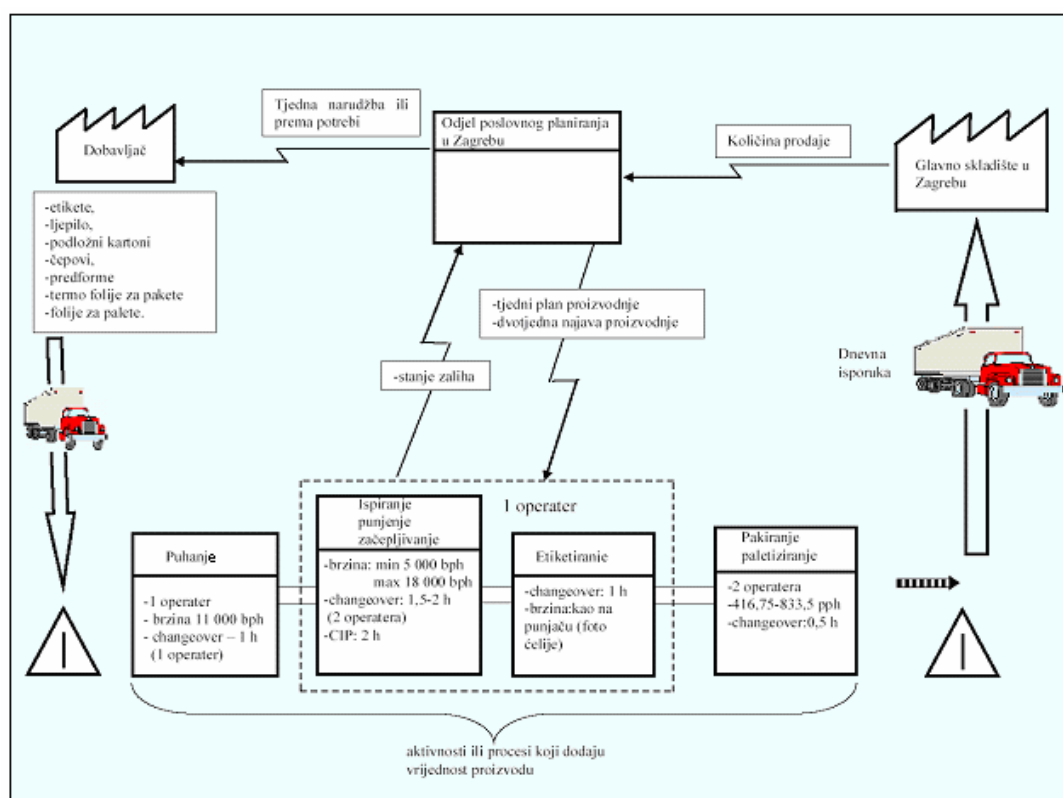 Tjedna narudžba ili
prema potrebi
Dobavljač
Odjel poslovnog planiranja
u Zagrebu
Količina prodaje
Glavno skladište u
Zagrebu
-etikete,
-ljepilo,
-podložni kartoni
-čepovi,
-predforme
-termo folije za pakete
-folije za palete.
-tjedni plan proizvodnje
-dvotjedna najava proizvodnje
-stanje zaliha
Dnevna
isporuka
1 operater
Puhanje
-1 operater
- brzina 11 000 bph
- changeover – 1 h
(1 operater)
Ispiranje
punjenje
začepljivanje
-brzina: min 5 000 bph
max 18 000 bph
-changeover: 1,5-2 h
(2 operatera)
-CIP: 2 h
Etiketiranie
-changeover: 1 h
-brzina:kao na
punjaču (foto
ćelije)
Pakiranje
paletiziranje
-2 operatera
-416,75-833,5 pph
-changeover:0,5 h
I
I
aktivnosti ili procesi koji dodaju
vrijednost proizvodu